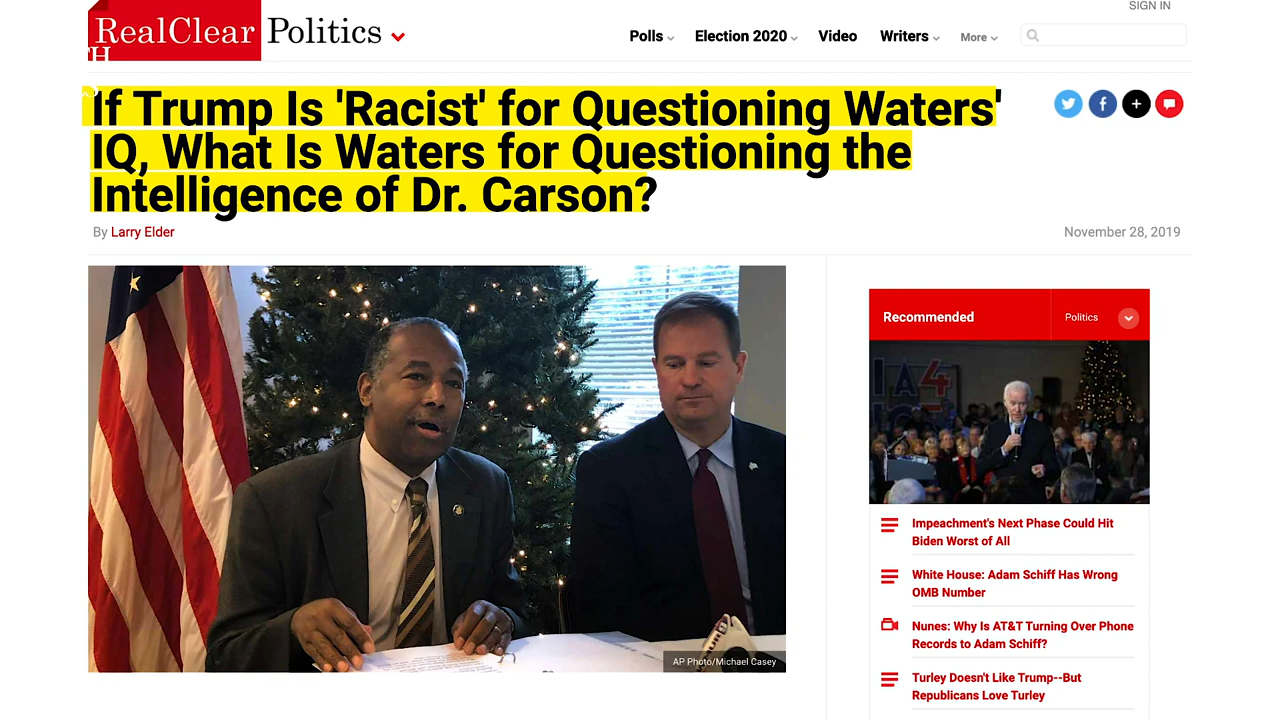 SIGN IN
RealClear Politics
TH
Polls Election 2020 Video Writers More
If Trump Is 'Racist' for Questioning Waters'
IQ, What Is Waters for Questioning the
Intelligence of Dr. Carson?
By Larry Elder
November 28, 2019
AP Photo/Michael Casey
Recommended
Politics
Impeachment's Next Phase Could Hit
Biden Worst of All
White House: Adam Schiff Has Wrong
OMB Number
Nunes: Why Is AT&T Turning Over Phone
Records to Adam Schiff?
Turley Doesn't Like Trump--But
Republicans Love Turley